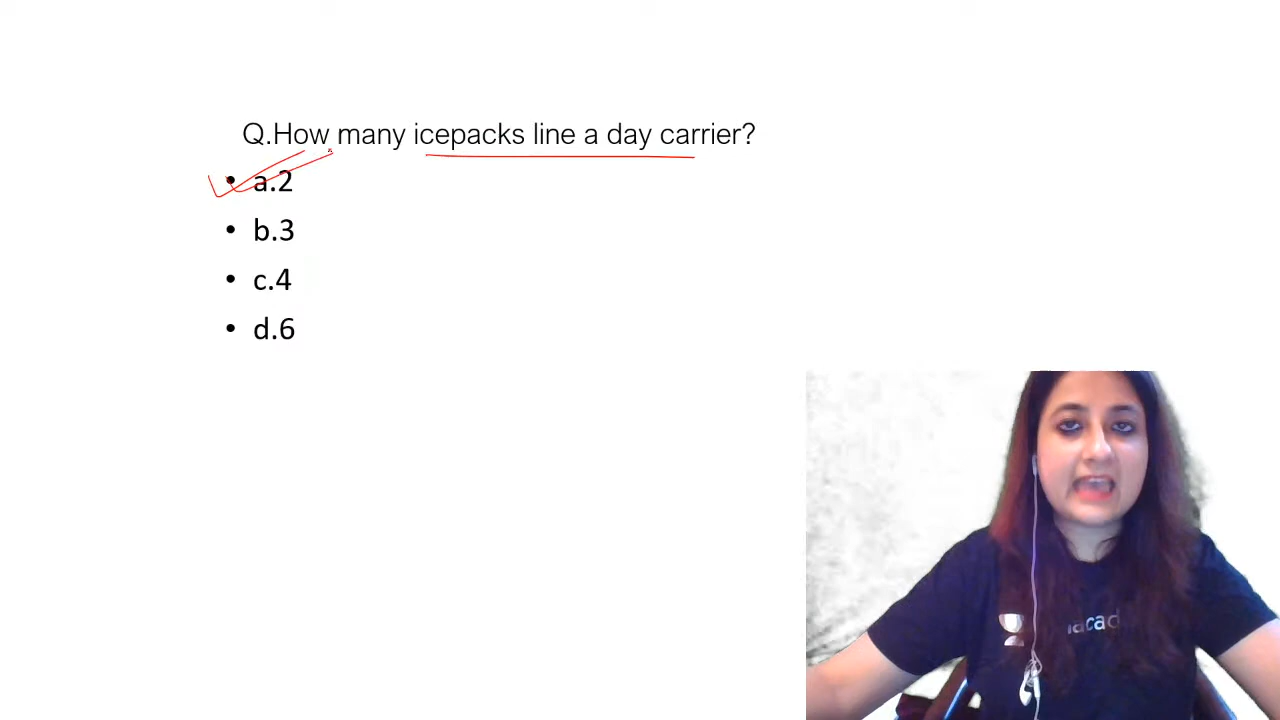 Q.How many icepacks line a day carrier?
• a.2
• b.3
• c.4
• d.6